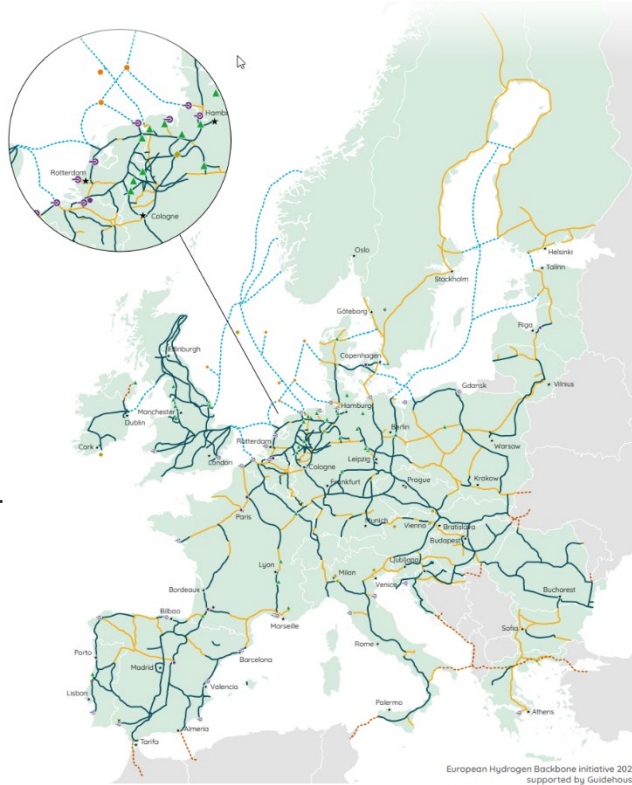 Hambu
Rotterdam
Cologne
Oslo
Helsinki
Talinn
Stockholm
Göteborg
Riga
Edinburgh
Copenhagen
Vilnius
Gdansk
Dublin
Manchester
Hamburg
Berlin
Cork
London
Rotterdam
Warsaw
Cologne
Leipzig
Frankfurt
Prague
Krakow
Paris
Munich
Vienna
Bratislava
Budapest
Lyon
Ljubljana
Milan
Venice
Bordeaux
Bucharest
Bilbao
Marseille
Sofia
Porto
Rome
Barcelona
Madrid
Valencia
Lisbon
Palermo
Athens
Almeria
Tarifa
European Hydrogen Backbone initiative 202
supported by Guidehous